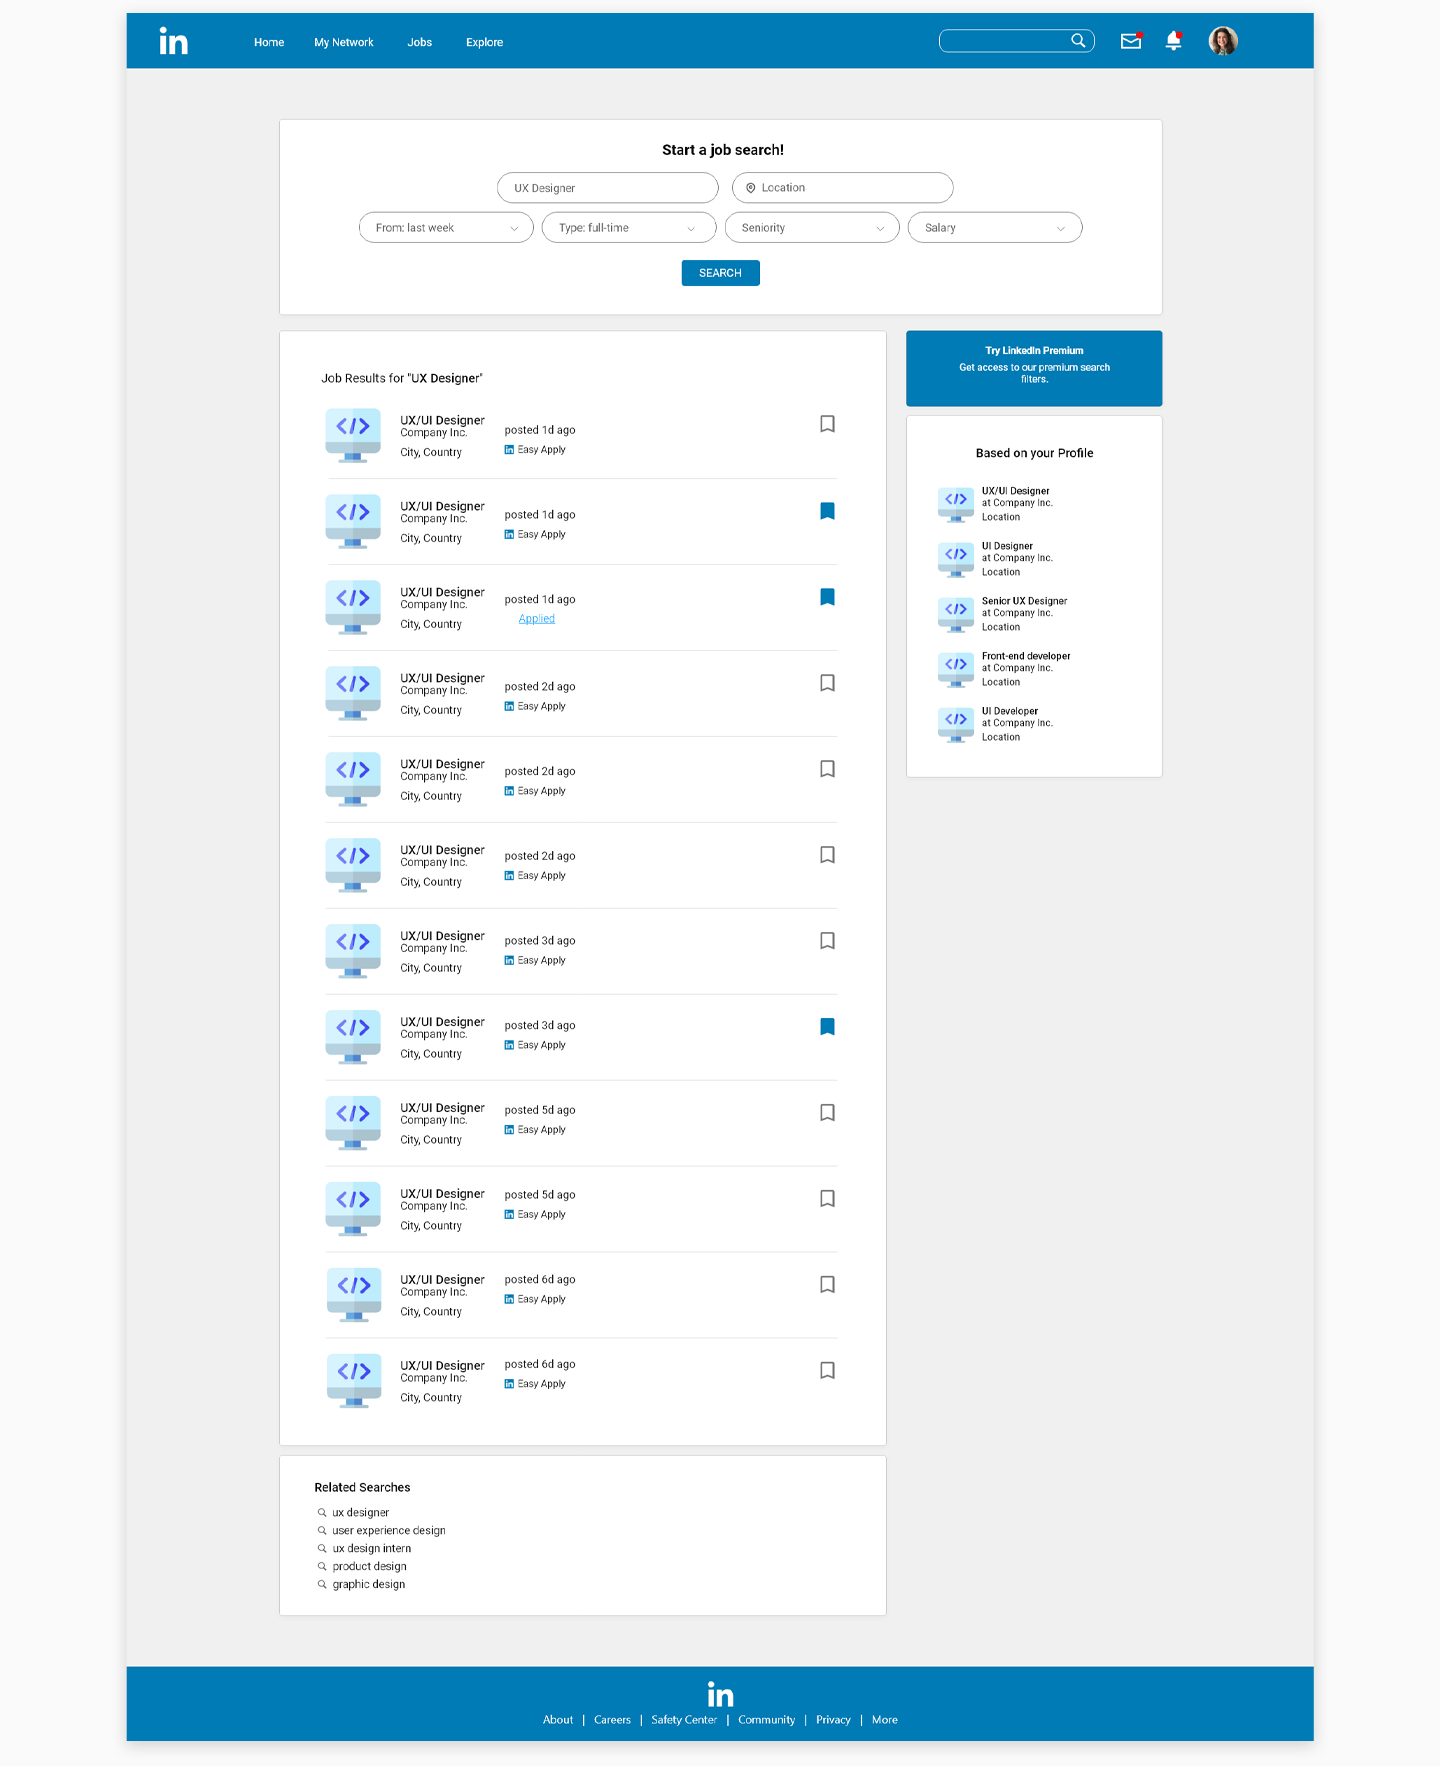 in
Home
My Network
Jobs
Explore
Start a job search!
UX Designer
Location
From: last week
Type: full-time
Seniority
Salary
SEARCH
Job Results for "UX Designer"
UX/UI Designer
Company Inc.
City, Country
posted 1d ago
in Easy Apply
UX/UI Designer
Company Inc.
City, Country
posted 1d ago
in Easy Apply
UX/UI Designer
Company Inc.
City, Country
posted 1d ago
Applied
UX/UI Designer
Company Inc.
City, Country
posted 2d ago
in Easy Apply
UX/UI Designer
Company Inc.
City, Country
posted 2d ago
in Easy Apply
UX/UI Designer
Company Inc.
City, Country
posted 2d ago
in Easy Apply
UX/UI Designer
Company Inc.
City, Country
posted 3d ago
in Easy Apply
UX/UI Designer
Company Inc.
City, Country
posted 3d ago
in Easy Apply
UX/UI Designer
Company Inc.
City, Country
posted 5d ago
in Easy Apply
UX/UI Designer
Company Inc.
City, Country
posted 5d ago
in Easy Apply
UX/UI Designer
Company Inc.
City, Country
posted 6d ago
in Easy Apply
UX/UI Designer
Company Inc.
City, Country
posted 6d ago
in Easy Apply
Try LinkedIn Premium
Get access to our premium search
filters.
Based on your Profile
UX/UI Designer
at Company Inc.
Location
UI Designer
at Company Inc.
Location
Senior UX Designer
at Company Inc.
Location
Front-end developer
at Company Inc.
Location
UI Developer
at Company Inc.
Location
Related Searches
ux designer
user experience design
ux design intern
product design
graphic design
in
About | Careers | Safety Center | Community | Privacy | More